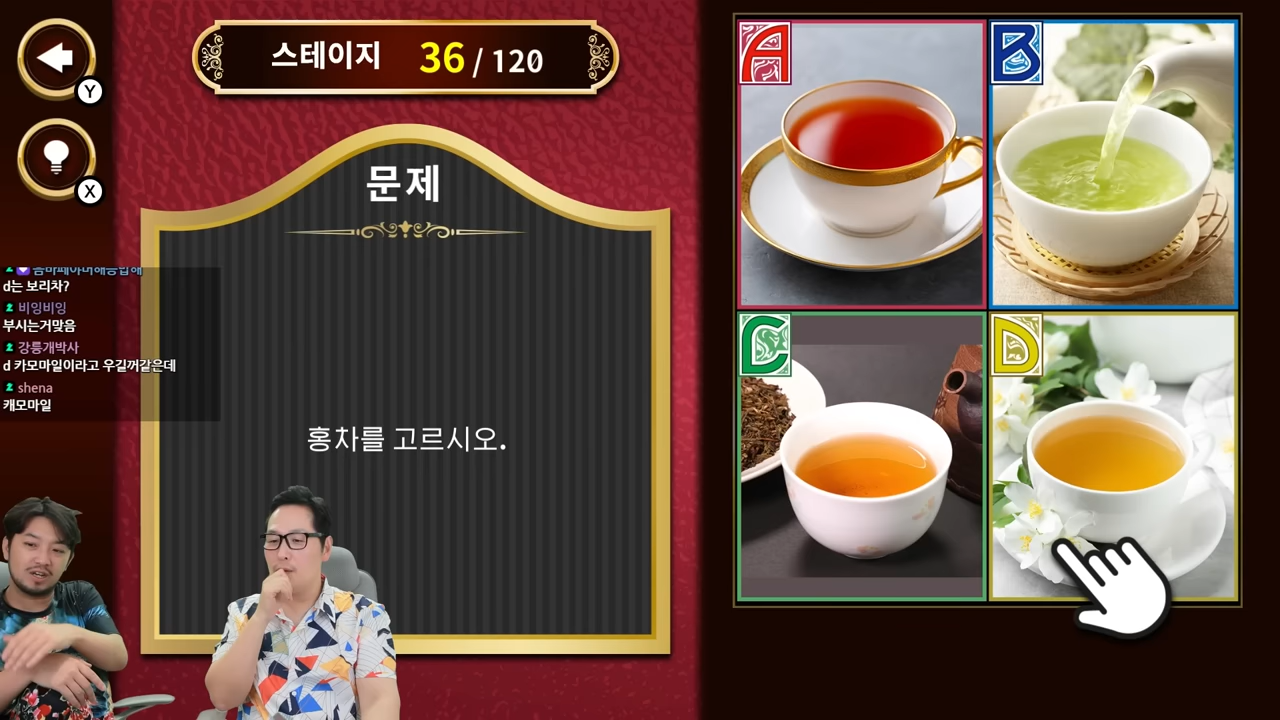 스테이지 36 / 120
Y
X
문제
홍차를 고르시오.
d는 보리차?
비잉비잉
부시는거맞음
강릉개박사
d 카모마일이라고 우길꺼같은데
shena
캐모마일
A
B
C
D